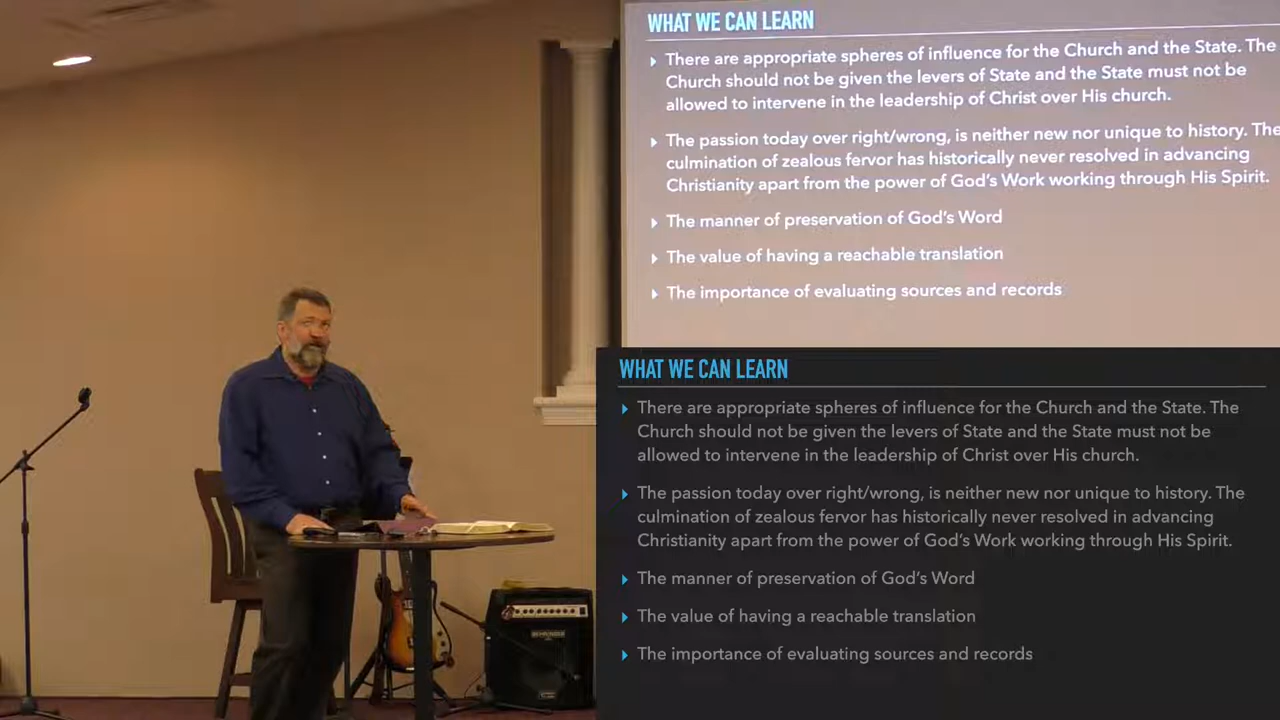 WHAT WE CAN LEARN
There are appropriate spheres of influence for the Church and the State. The
Church should not be given the levers of State and the State must not be
allowed to intervene in the leadership of Christ over His church.
The passion today over right/wrong, is neither new nor unique to history. The
culmination of zealous fervor has historically never resolved in advancing
Christianity apart from the power of God's Work working through His Spirit.
The manner of preservation of God's Word
The value of having a reachable translation
The importance of evaluating sources and records
WHAT WE CAN LEARN
There are appropriate spheres of influence for the Church and the State. The
Church should not be given the levers of State and the State must not be
allowed to intervene in the leadership of Christ over His church.
The passion today over right/wrong, is neither new nor unique to history. The
culmination of zealous fervor has historically never resolved in advancing
Christianity apart from the power of God's Work working through His Spirit.
The manner of preservation of God's Word
The value of having a reachable translation
The importance of evaluating sources and records
BEHRINGER